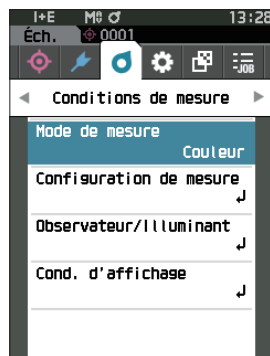 I+E M0 13:28
Éch. 0001
JOB
Conditions de mesure
Mode de mesure
Couleur
Configuration de mesure
Observateur/Illuminant
Cond. d'affichage